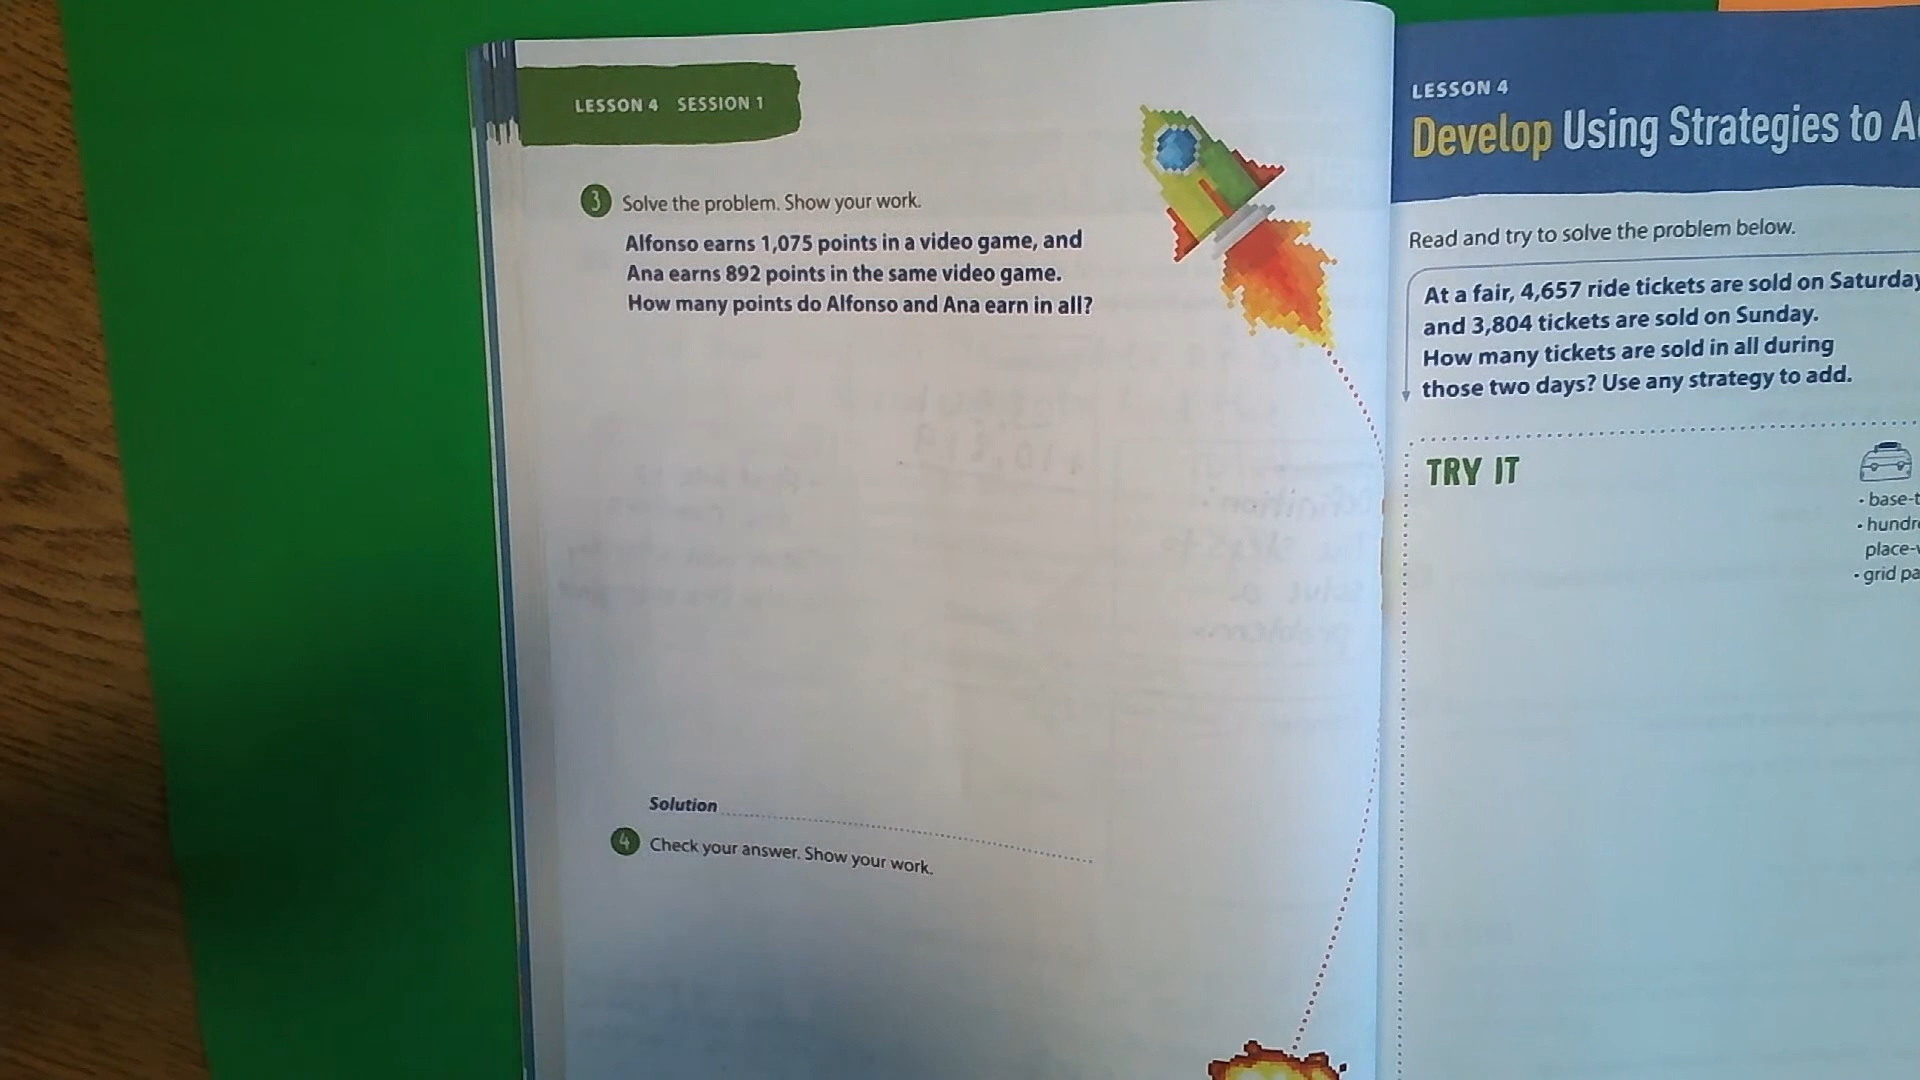 LESSON 4 SESSION 1
3 Solve the problem. Show your work.
Alfonso earns 1,075 points in a video game, and
Ana earns 892 points in the same video game.
How many points do Alfonso and Ana earn in all?
Solution
4 Check your answer. Show your work.
LESSON 4
Develop Using Strategies to
Read and try to solve the problem below.
At a fair, 4,657 ride tickets are sold on Saturday
and 3,804 tickets are sold on Sunday.
How many tickets are sold in all during
those two days? Use any strategy to add.
TRY IT
• base-t
• hundr
place-v
• grid pa